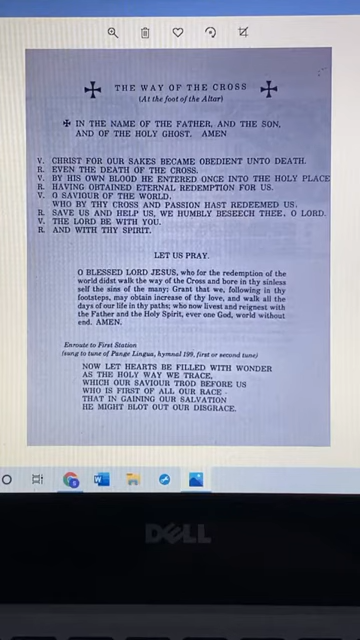 THE WAY OF THE CROSS
(At the foot of the Altar)
✠ IN THE NAME OF THE FATHER, AND THE SON,
AND OF THE HOLY GHOST. AMEN
V. CHRIST FOR OUR SAKES BECAME OBEDIENT UNTO DEATH.
R. EVEN THE DEATH OF THE CROSS.
V. BY HIS OWN BLOOD HE ENTERED ONCE INTO THE HOLY PLACE
R. HAVING OBTAINED ETERNAL REDEMPTION FOR US.
V. O SAVIOUR OF THE WORLD.
WHO BY THY CROSS AND PASSION HAST REDEEMED US.
R. SAVE US AND HELP US, WE HUMBLY BESEECH THEE, O LORD.
V. THE LORD BE WITH YOU.
R. AND WITH THY SPIRIT.
LET US PRAY.
O BLESSED LORD JESUS, who for the redemption of the
world didst walk the way of the Cross and bore in thy sinless
self the sins of the many; Grant that we, following in thy
footsteps, may obtain increase of thy love, and walk all the
days of our life in thy paths; who now livest and reignest with
the Father and the Holy Spirit, ever one God, world without
end. AMEN.
Enroute to First Station
(sung to tune of Pange Lingua, hymnal 199, first or second tune)
NOW LET HEARTS BE FILLED WITH WONDER
AS THE HOLY WAY WE TRACE,
WHICH OUR SAVIOUR TROD BEFORE US
WHO IS FIRST OF ALL OUR RACE -
THAT IN GAINING OUR SALVATION
HE MIGHT BLOT OUT OUR DISGRACE.
DELL